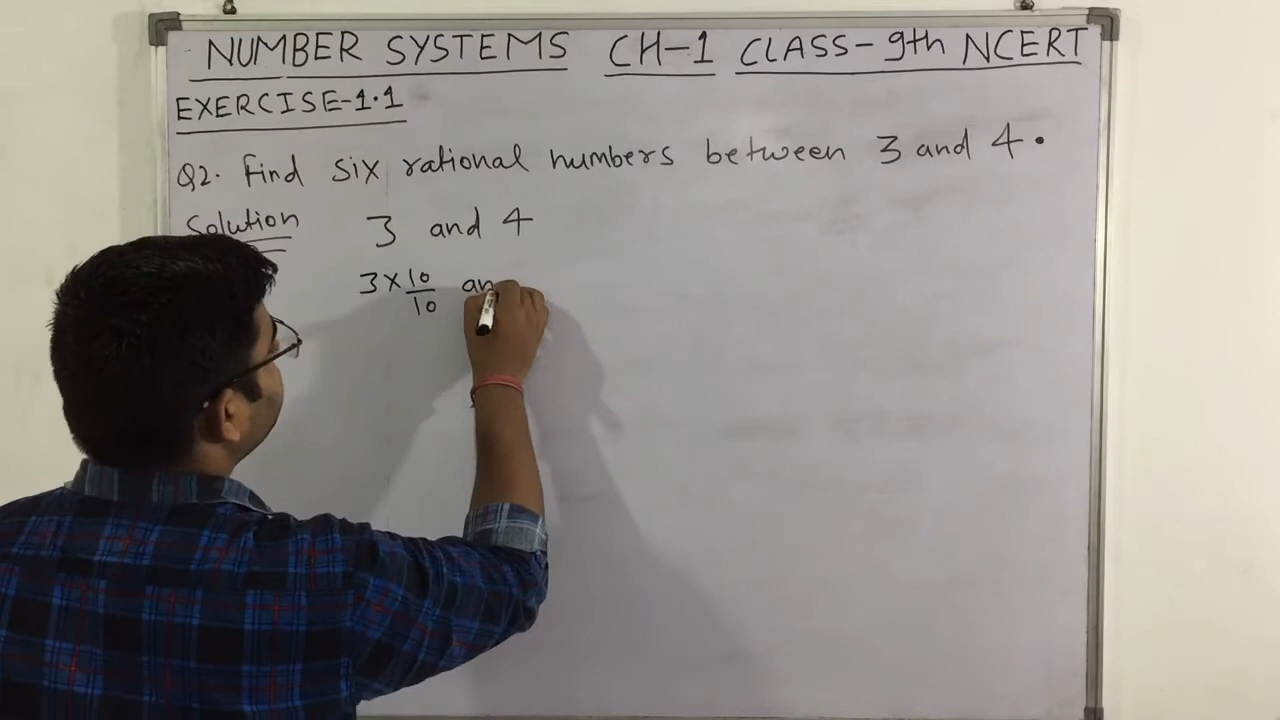 NUMBER SYSTEMS CH-1 CLASS-9th NCERT
EXERCISE-1.1
Q2. Find six rational numbers between 3 and 4.
Solution 3 and 4
3 × 10/10 an